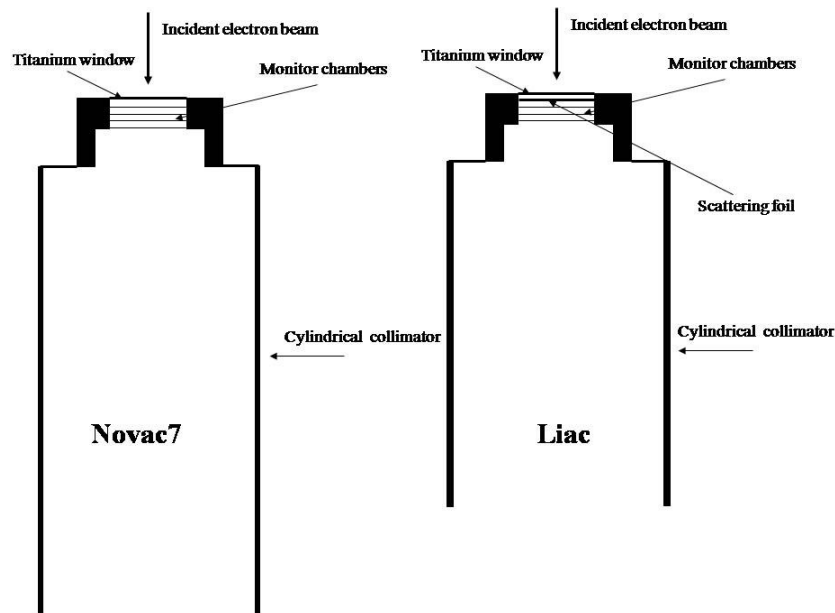 Incident electron beam
Titanium window
Monitor chambers
Cylindrical collimator
Novac7
Incident electron beam
Titanium window
Monitor chambers
Scattering foil
Cylindrical collimator
Liac